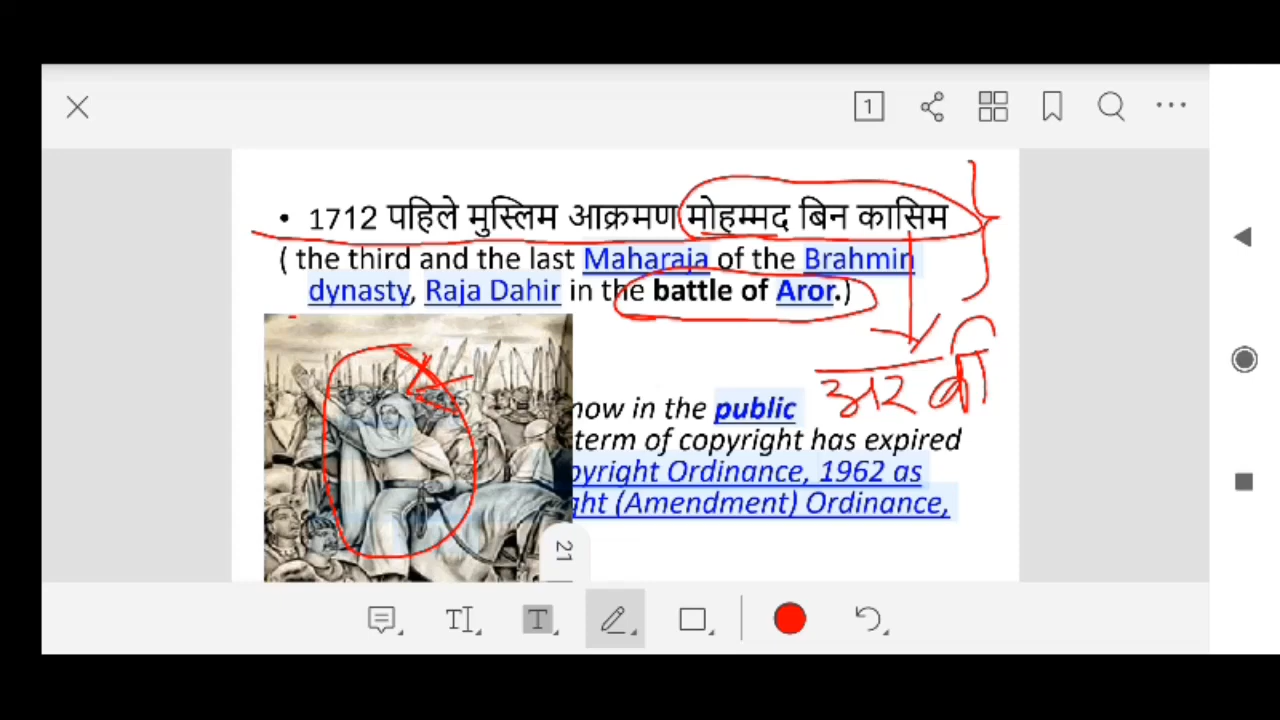 1
• 1712 पहिले मुस्लिम आक्रमण मोहम्मद बिन कासिम
( the third and the last Maharaja of the Brahmin
dynasty, Raja Dahir in the battle of Aror.)
अरबी
now in the public
term of copyright has expired
pyright Ordinance, 1962 as
ght (Amendment) Ordinance,
21
T
T